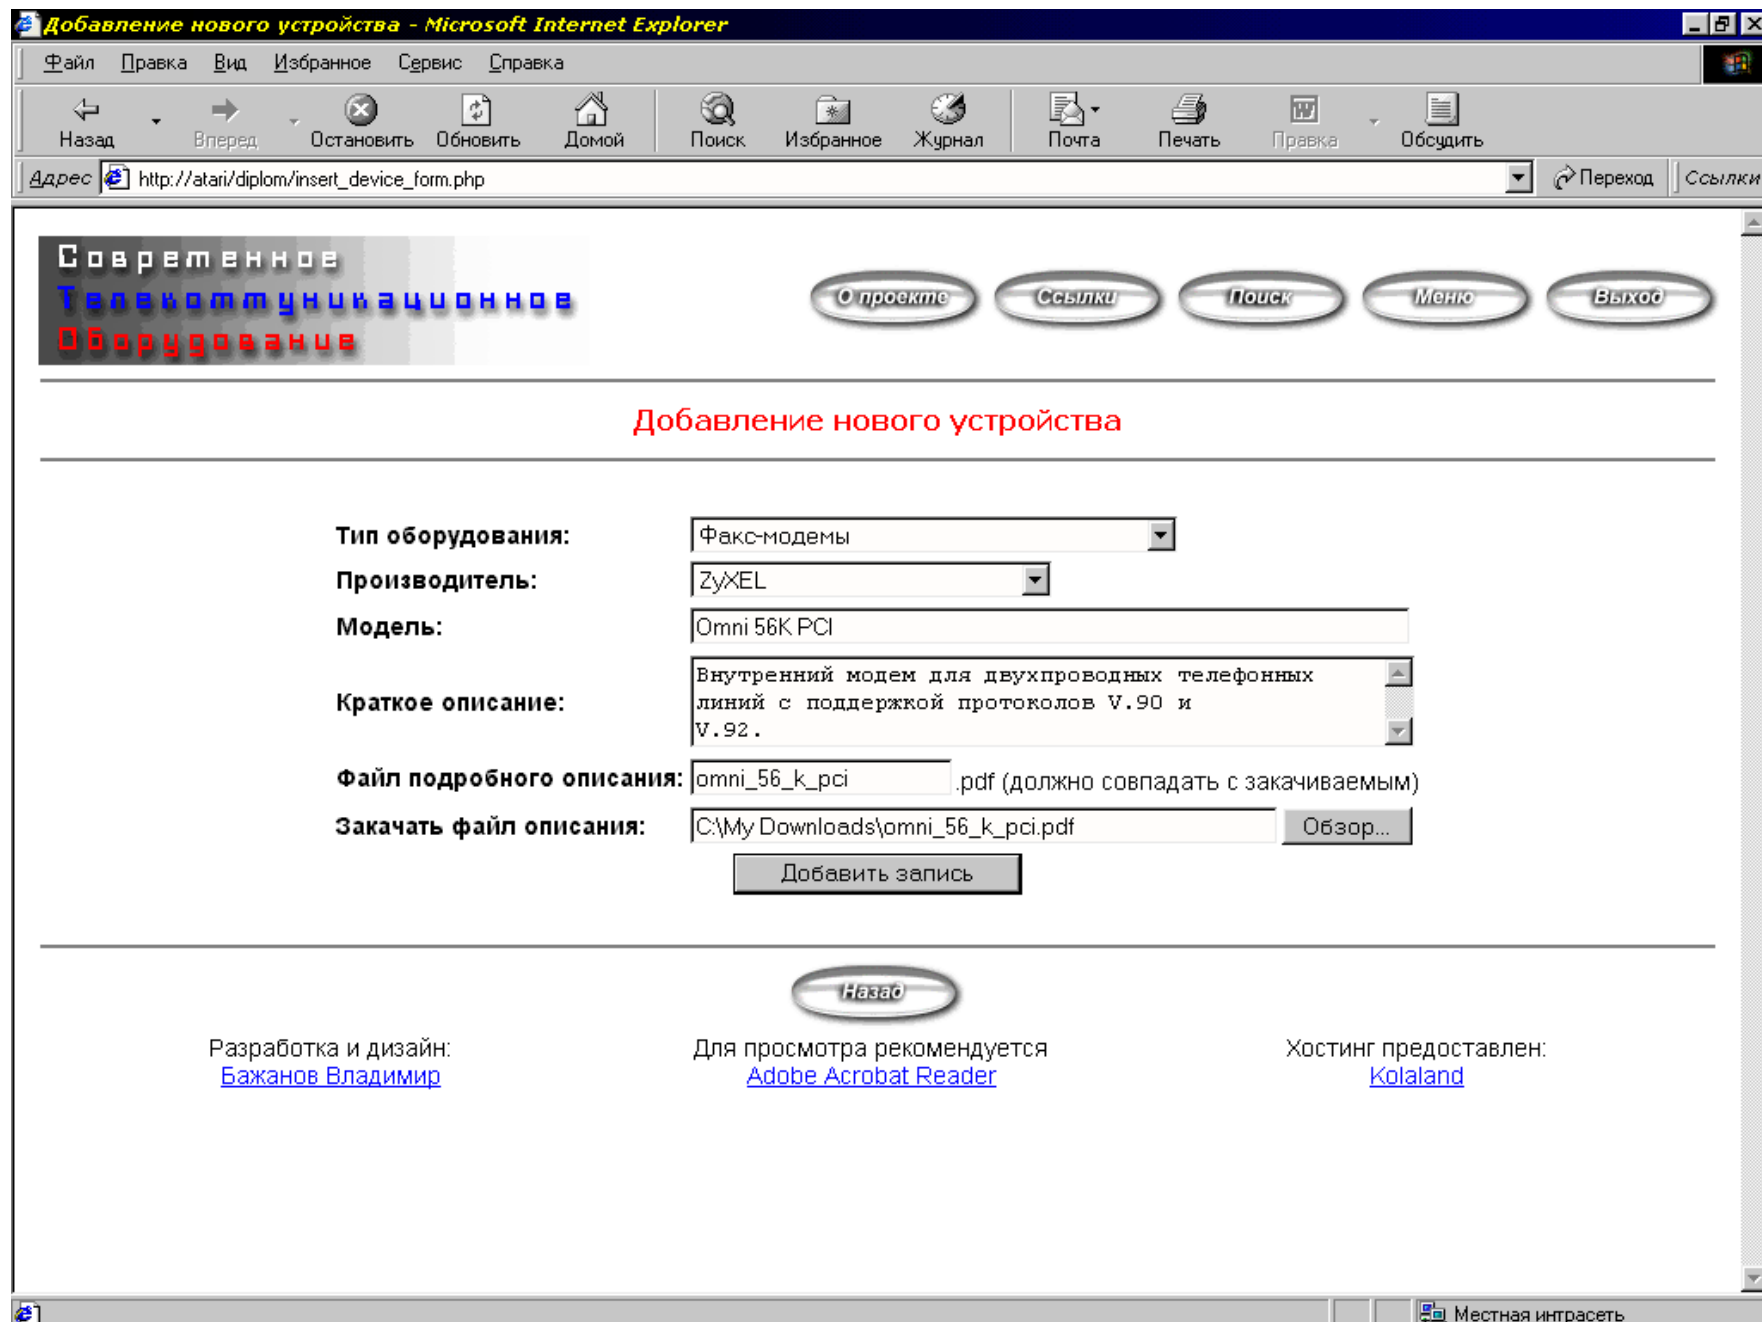 Добавление нового устройства - Microsoft Internet Explorer
Файл Правка Вид Избранное Сервис Справка
Назад Вперед Остановить Обновить Домой Поиск Избранное Журнал Почта Печать Правка Обсудить
Адрес http://atari/diplom/insert_device_form.php Переход Ссылки
Современное
Телекоммуникационное
Оборудование
О проекте Ссылки Поиск Меню Выход
Добавление нового устройства
Тип оборудования: Факс-модемы
Производитель: ZyXEL
Модель: Omni 56K PCI
Краткое описание: Внутренний модем для двухпроводных телефонных
линий с поддержкой протоколов V.90 и
V.92.
Файл подробного описания: omni_56_k_pci .pdf (должно совпадать с закачиваемым)
Закачать файл описания: C:\My Downloads\omni_56_k_pci.pdf Обзор...
Добавить запись
Назад
Разработка и дизайн: Для просмотра рекомендуется Хостинг предоставлен:
Бажанов Владимир Adobe Acrobat Reader Kolaland
Местная интрасеть